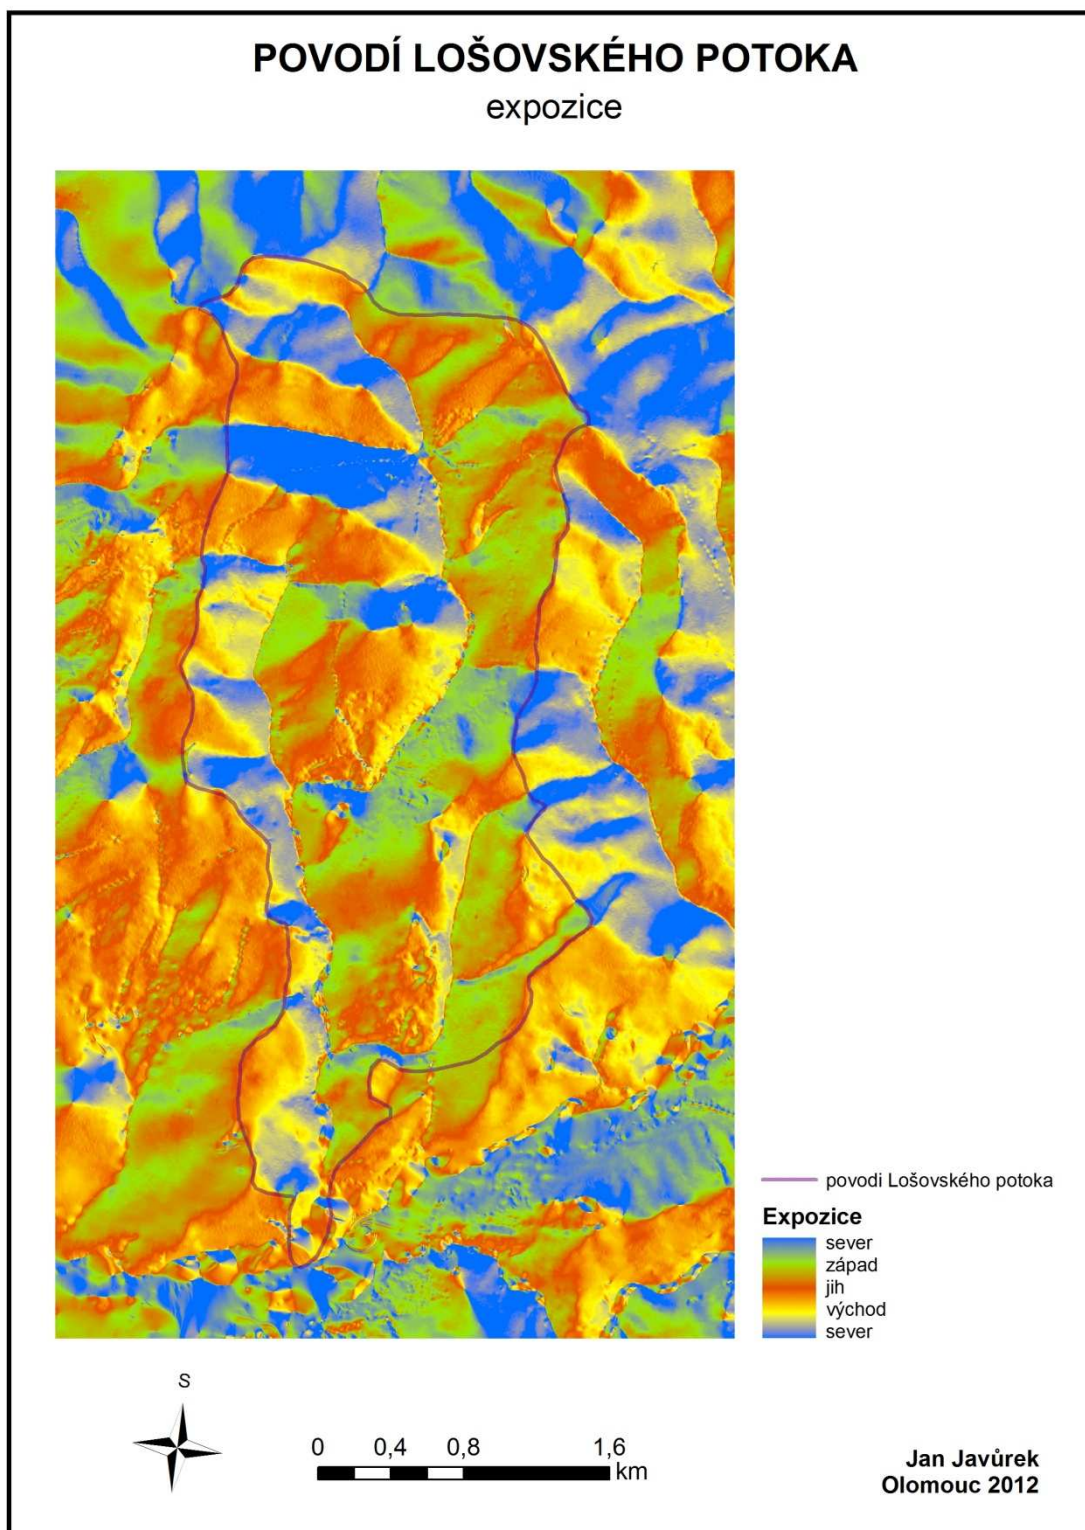 POVODÍ LOŠOVSKÉHO POTOKA
expozice
povodi Lošovského potoka
Expozice
sever
západ
jih
východ
sever
S
0 0,4 0,8 1,6
km
Jan Javůrek
Olomouc 2012